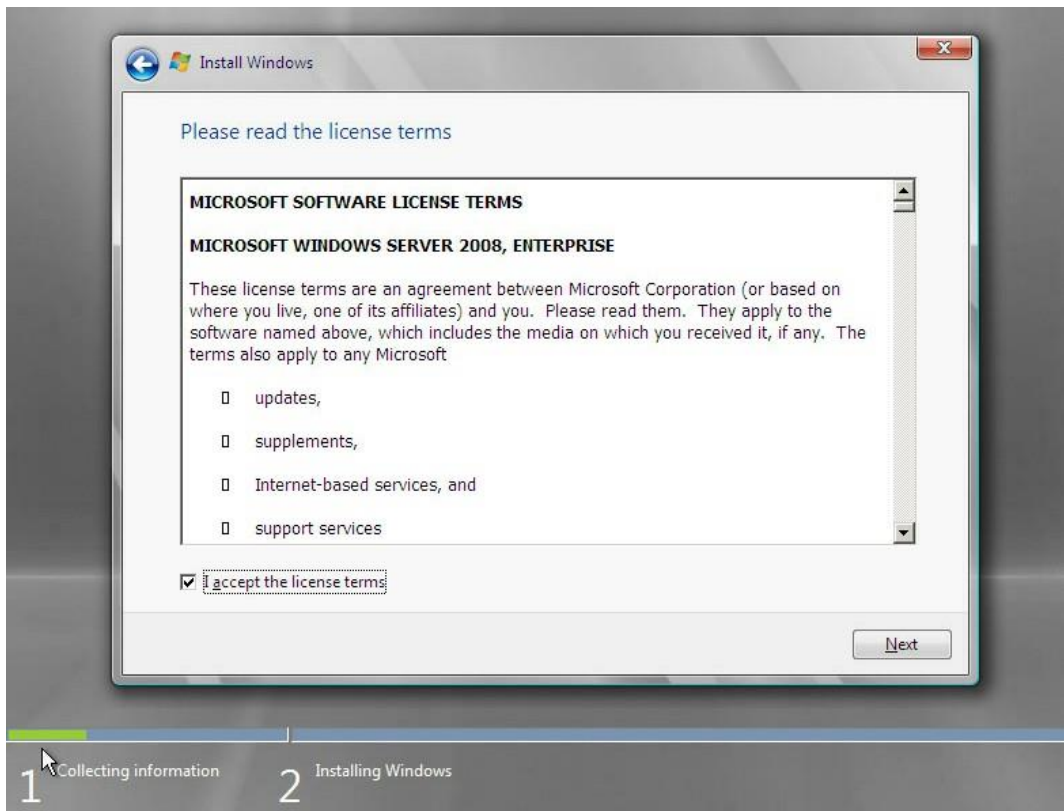 Install Windows
Please read the license terms
MICROSOFT SOFTWARE LICENSE TERMS
MICROSOFT WINDOWS SERVER 2008, ENTERPRISE
These license terms are an agreement between Microsoft Corporation (or based on
where you live, one of its affiliates) and you.  Please read them.  They apply to the
software named above, which includes the media on which you received it, if any.  The
terms also apply to any Microsoft
updates,
supplements,
Internet-based services, and
support services
I accept the license terms
Next
1 Collecting information
2 Installing Windows